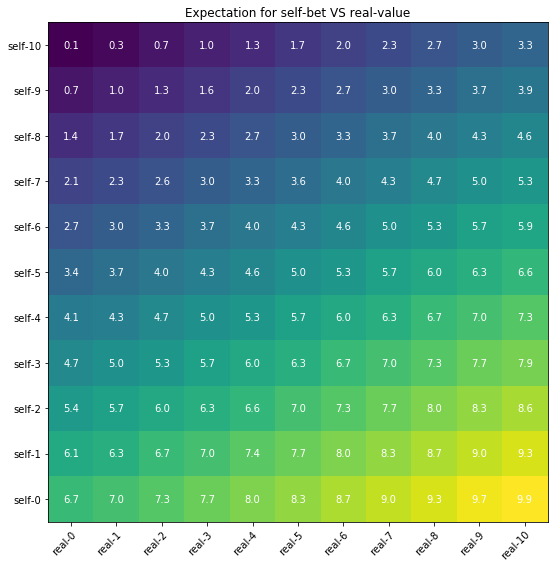 Expectation for self-bet VS real-value
self-10 0.1 0.3 0.7 1.0 1.3 1.7 2.0 2.3 2.7 3.0 3.3
self-9 0.7 1.0 1.3 1.6 2.0 2.3 2.7 3.0 3.3 3.7 3.9
self-8 1.4 1.7 2.0 2.3 2.7 3.0 3.3 3.7 4.0 4.3 4.6
self-7 2.1 2.3 2.6 3.0 3.3 3.6 4.0 4.3 4.7 5.0 5.3
self-6 2.7 3.0 3.3 3.7 4.0 4.3 4.6 5.0 5.3 5.7 5.9
self-5 3.4 3.7 4.0 4.3 4.6 5.0 5.3 5.7 6.0 6.3 6.6
self-4 4.1 4.3 4.7 5.0 5.3 5.7 6.0 6.3 6.7 7.0 7.3
self-3 4.7 5.0 5.3 5.7 6.0 6.3 6.7 7.0 7.3 7.7 7.9
self-2 5.4 5.7 6.0 6.3 6.6 7.0 7.3 7.7 8.0 8.3 8.6
self-1 6.1 6.3 6.7 7.0 7.4 7.7 8.0 8.3 8.7 9.0 9.3
self-0 6.7 7.0 7.3 7.7 8.0 8.3 8.7 9.0 9.3 9.7 9.9
real-0 real-1 real-2 real-3 real-4 real-5 real-6 real-7 real-8 real-9 real-10